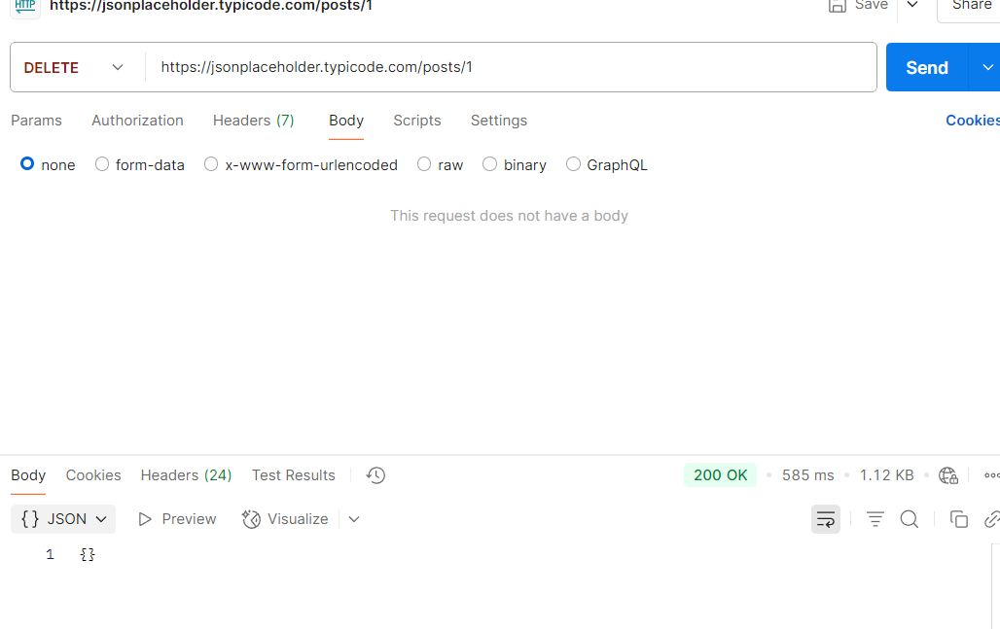 HTTP https://jsonplaceholder.typicode.com/posts/1 Save Share
DELETE https://jsonplaceholder.typicode.com/posts/1 Send
Params Authorization Headers (7) Body Scripts Settings Cookies
none form-data x-www-form-urlencoded raw binary GraphQL
This request does not have a body
Body Cookies Headers (24) Test Results 200 OK • 585 ms • 1.12 KB •
{} JSON Preview Visualize
1 {}